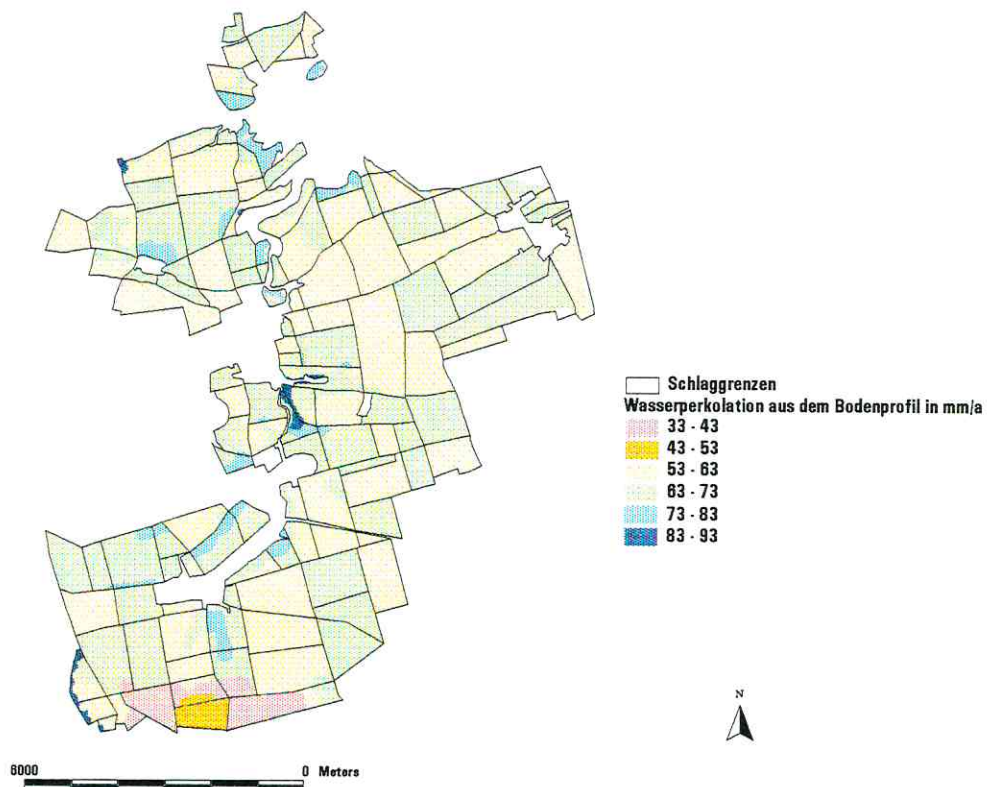 Schlaggrenzen
Wasserperkolation aus dem Bodenprofil in mm/a
33 - 43
43 - 53
53 - 63
63 - 73
73 - 83
83 - 93
N
6000 0 Meters